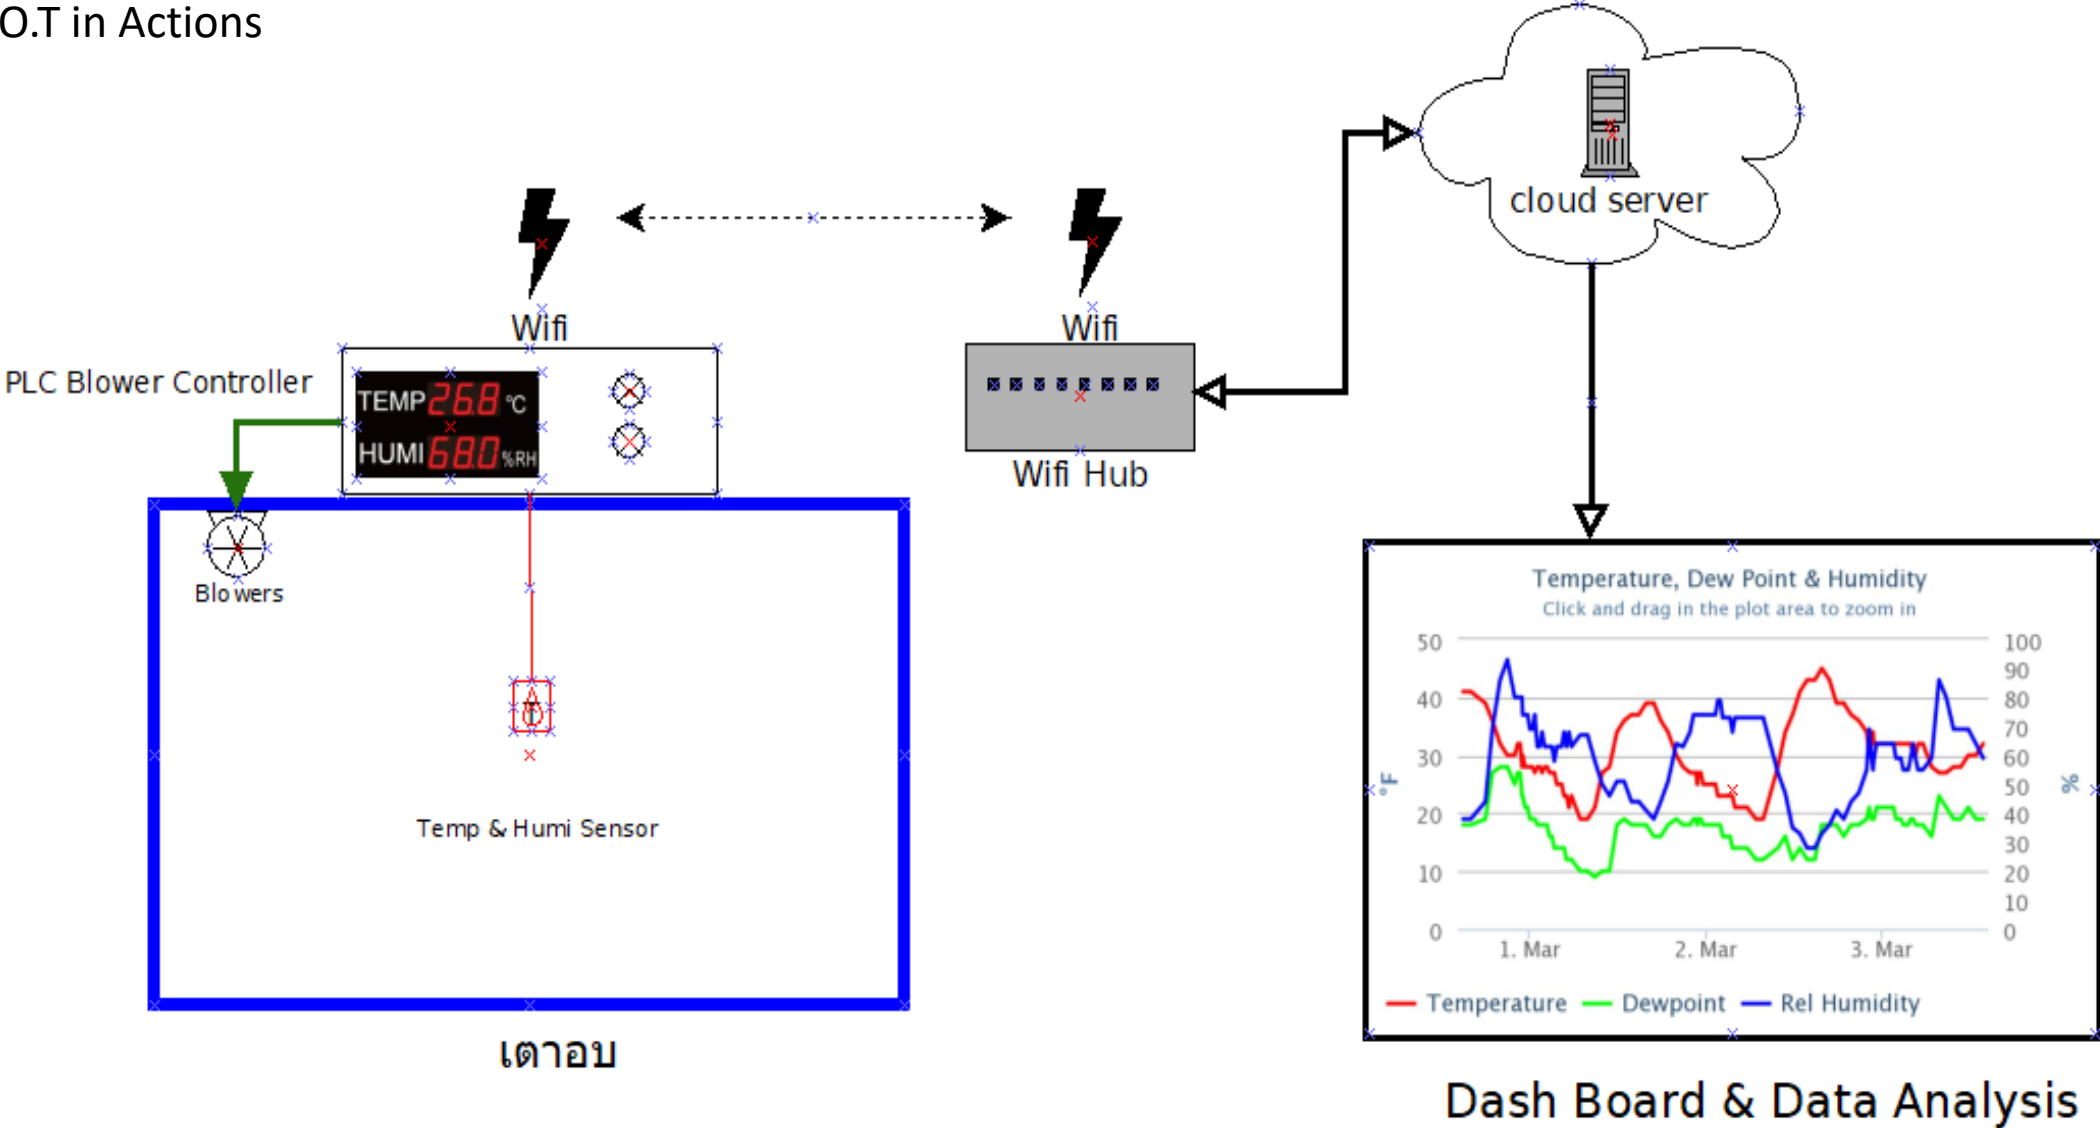 O.T in Actions
cloud server
Wifi
Wifi
PLC Blower Controller
TEMP 26.8 °C
HUMI 68.0 %RH
Wifi Hub
Blowers
Temp & Humi Sensor
เตาอบ
Temperature, Dew Point & Humidity
Click and drag in the plot area to zoom in
50 100
90
40 80
70
30 60
°F 50 %
20 40
30
10 20
10
0 0
1. Mar 2. Mar 3. Mar
Temperature Dewpoint Rel Humidity
Dash Board & Data Analysis